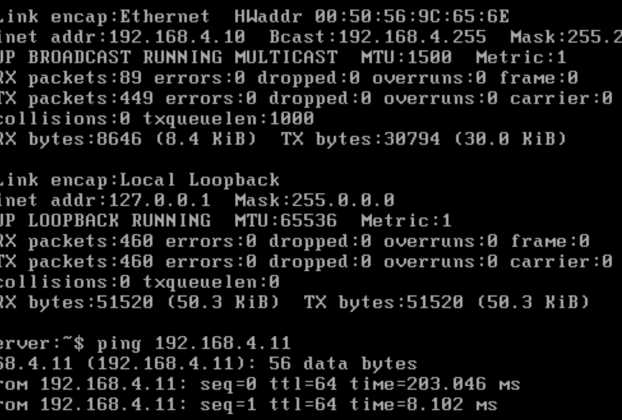 Link encap:Ethernet HWaddr 00:50:56:9C:65:6E
inet addr:192.168.4.10 Bcast:192.168.4.255 Mask:255.2
UP BROADCAST RUNNING MULTICAST MTU:1500 Metric:1
RX packets:89 errors:0 dropped:0 overruns:0 frame:0
TX packets:449 errors:0 dropped:0 overruns:0 carrier:0
collisions:0 txqueuelen:1000
RX bytes:8646 (8.4 KiB) TX bytes:30794 (30.0 KiB)
Link encap:Local Loopback
inet addr:127.0.0.1 Mask:255.0.0.0
UP LOOPBACK RUNNING MTU:65536 Metric:1
RX packets:460 errors:0 dropped:0 overruns:0 frame:0
TX packets:460 errors:0 dropped:0 overruns:0 carrier:0
collisions:0 txqueuelen:0
RX bytes:51520 (50.3 KiB) TX bytes:51520 (50.3 KiB)
erver:~$ ping 192.168.4.11
68.4.11 (192.168.4.11): 56 data bytes
rom 192.168.4.11: seq=0 ttl=64 time=203.046 ms
rom 192.168.4.11: seq=1 ttl=64 time=8.102 ms